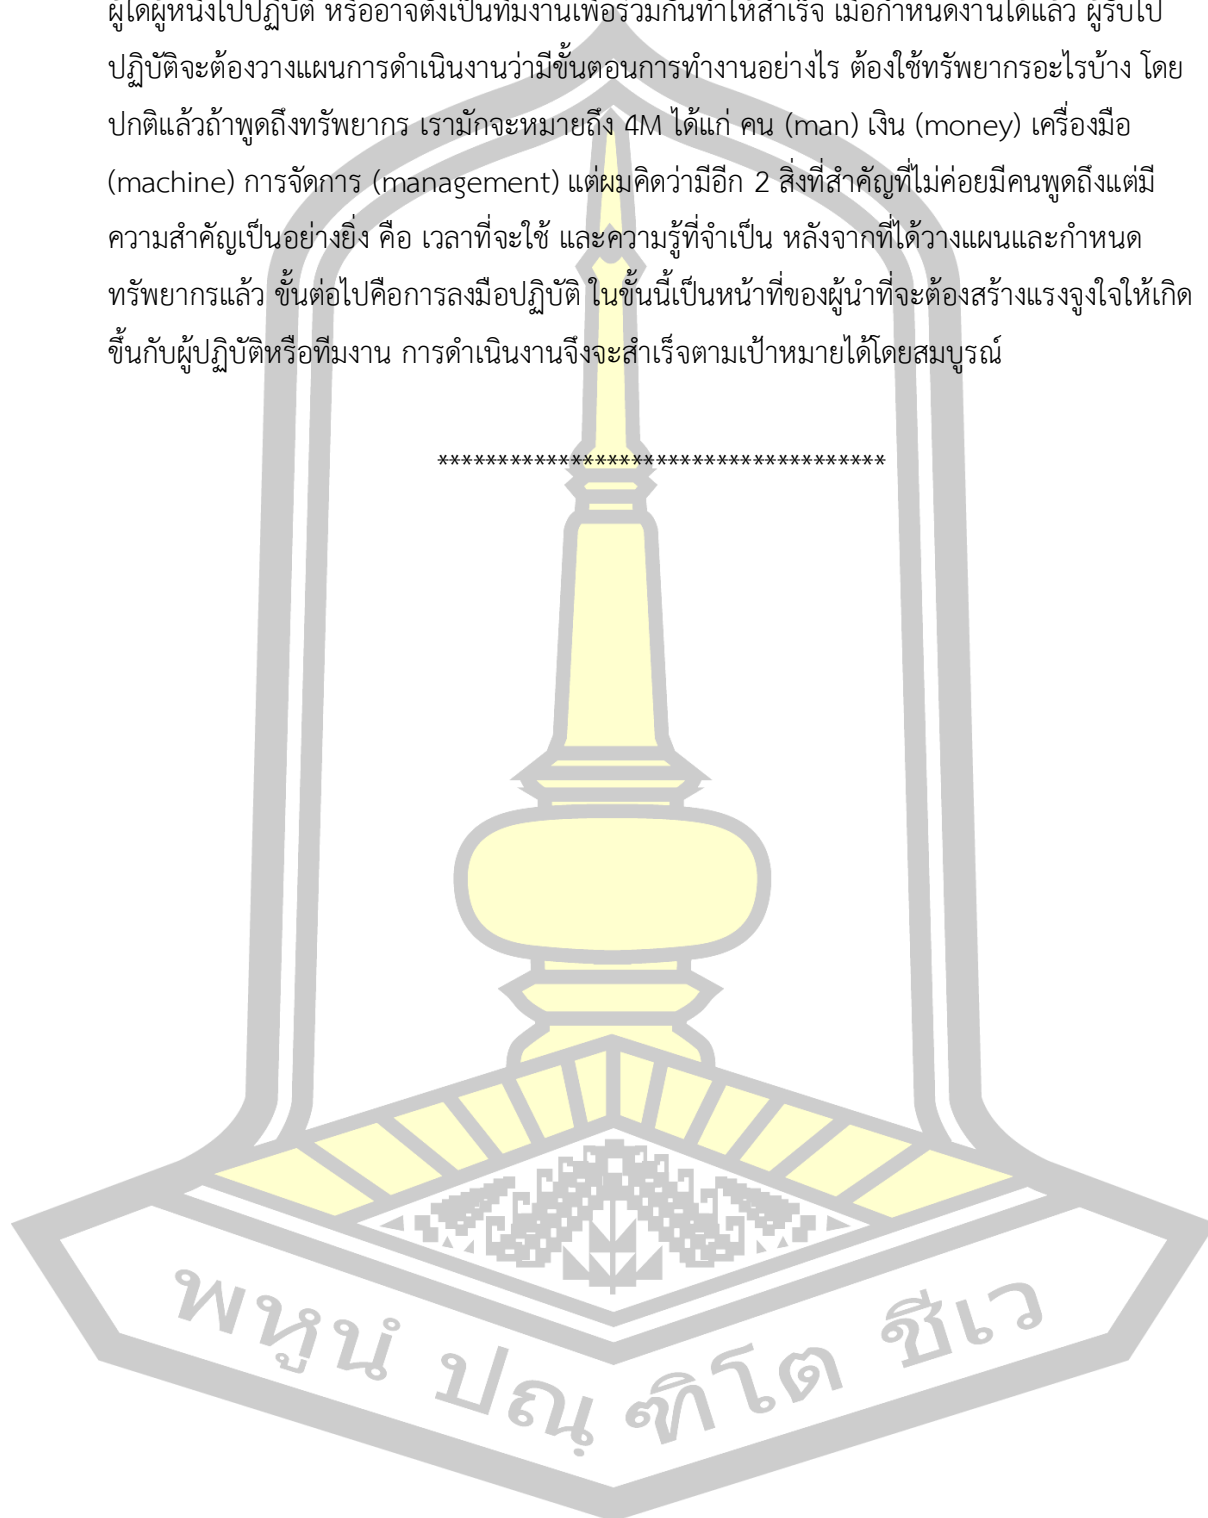 ผู้ใดผู้หนึ่งไปปฏิบัติ หรืออาจตั้งเป็นทีมงานเพื่อร่วมกันทำให้สำเร็จ เมื่อกำหนดงานได้แล้ว ผู้รับไป
ปฏิบัติจะต้องวางแผนการดำเนินงานว่ามีขั้นตอนการทำงานอย่างไร ต้องใช้ทรัพยากรอะไรบ้าง โดย
ปกติแล้วถ้าพูดถึงทรัพยากร เรามักจะหมายถึง 4M ได้แก่ คน (man) เงิน (money) เครื่องมือ
(machine) การจัดการ (management) แต่ผมคิดว่ามีอีก 2 สิ่งที่สำคัญที่ไม่ค่อยมีคนพูดถึงแต่มี
ความสำคัญเป็นอย่างยิ่ง คือ เวลาที่จะใช้ และความรู้ที่จำเป็น หลังจากที่ได้วางแผนและกำหนด
ทรัพยากรแล้ว ขั้นต่อไปคือการลงมือปฏิบัติ ในขั้นนี้เป็นหน้าที่ของผู้นำที่จะต้องสร้างแรงจูงใจให้เกิด
ขึ้นกับผู้ปฏิบัติหรือทีมงาน การดำเนินงานจึงจะสำเร็จตามเป้าหมายได้โดยสมบูรณ์
*************************************
พหูนํ ปณฺฑิโต ชีเว